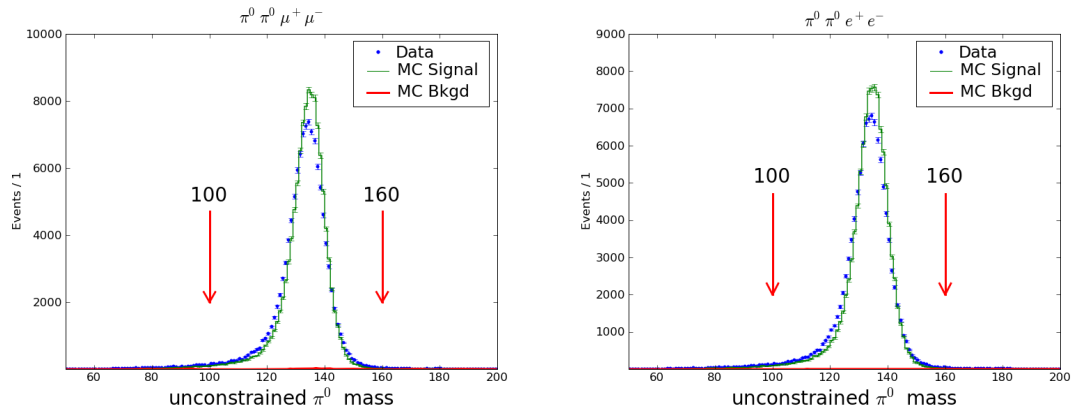 π⁰ π⁰ μ⁺ μ⁻
10000
8000
6000
4000
2000
Events / 1
Data
MC Signal
MC Bkgd
100
160
60 80 100 120 140 160 180 200
unconstrained π⁰ mass
π⁰ π⁰ e⁺ e⁻
9000
8000
7000
6000
5000
4000
3000
2000
1000
Events / 1
Data
MC Signal
MC Bkgd
100
160
60 80 100 120 140 160 180 200
unconstrained π⁰ mass